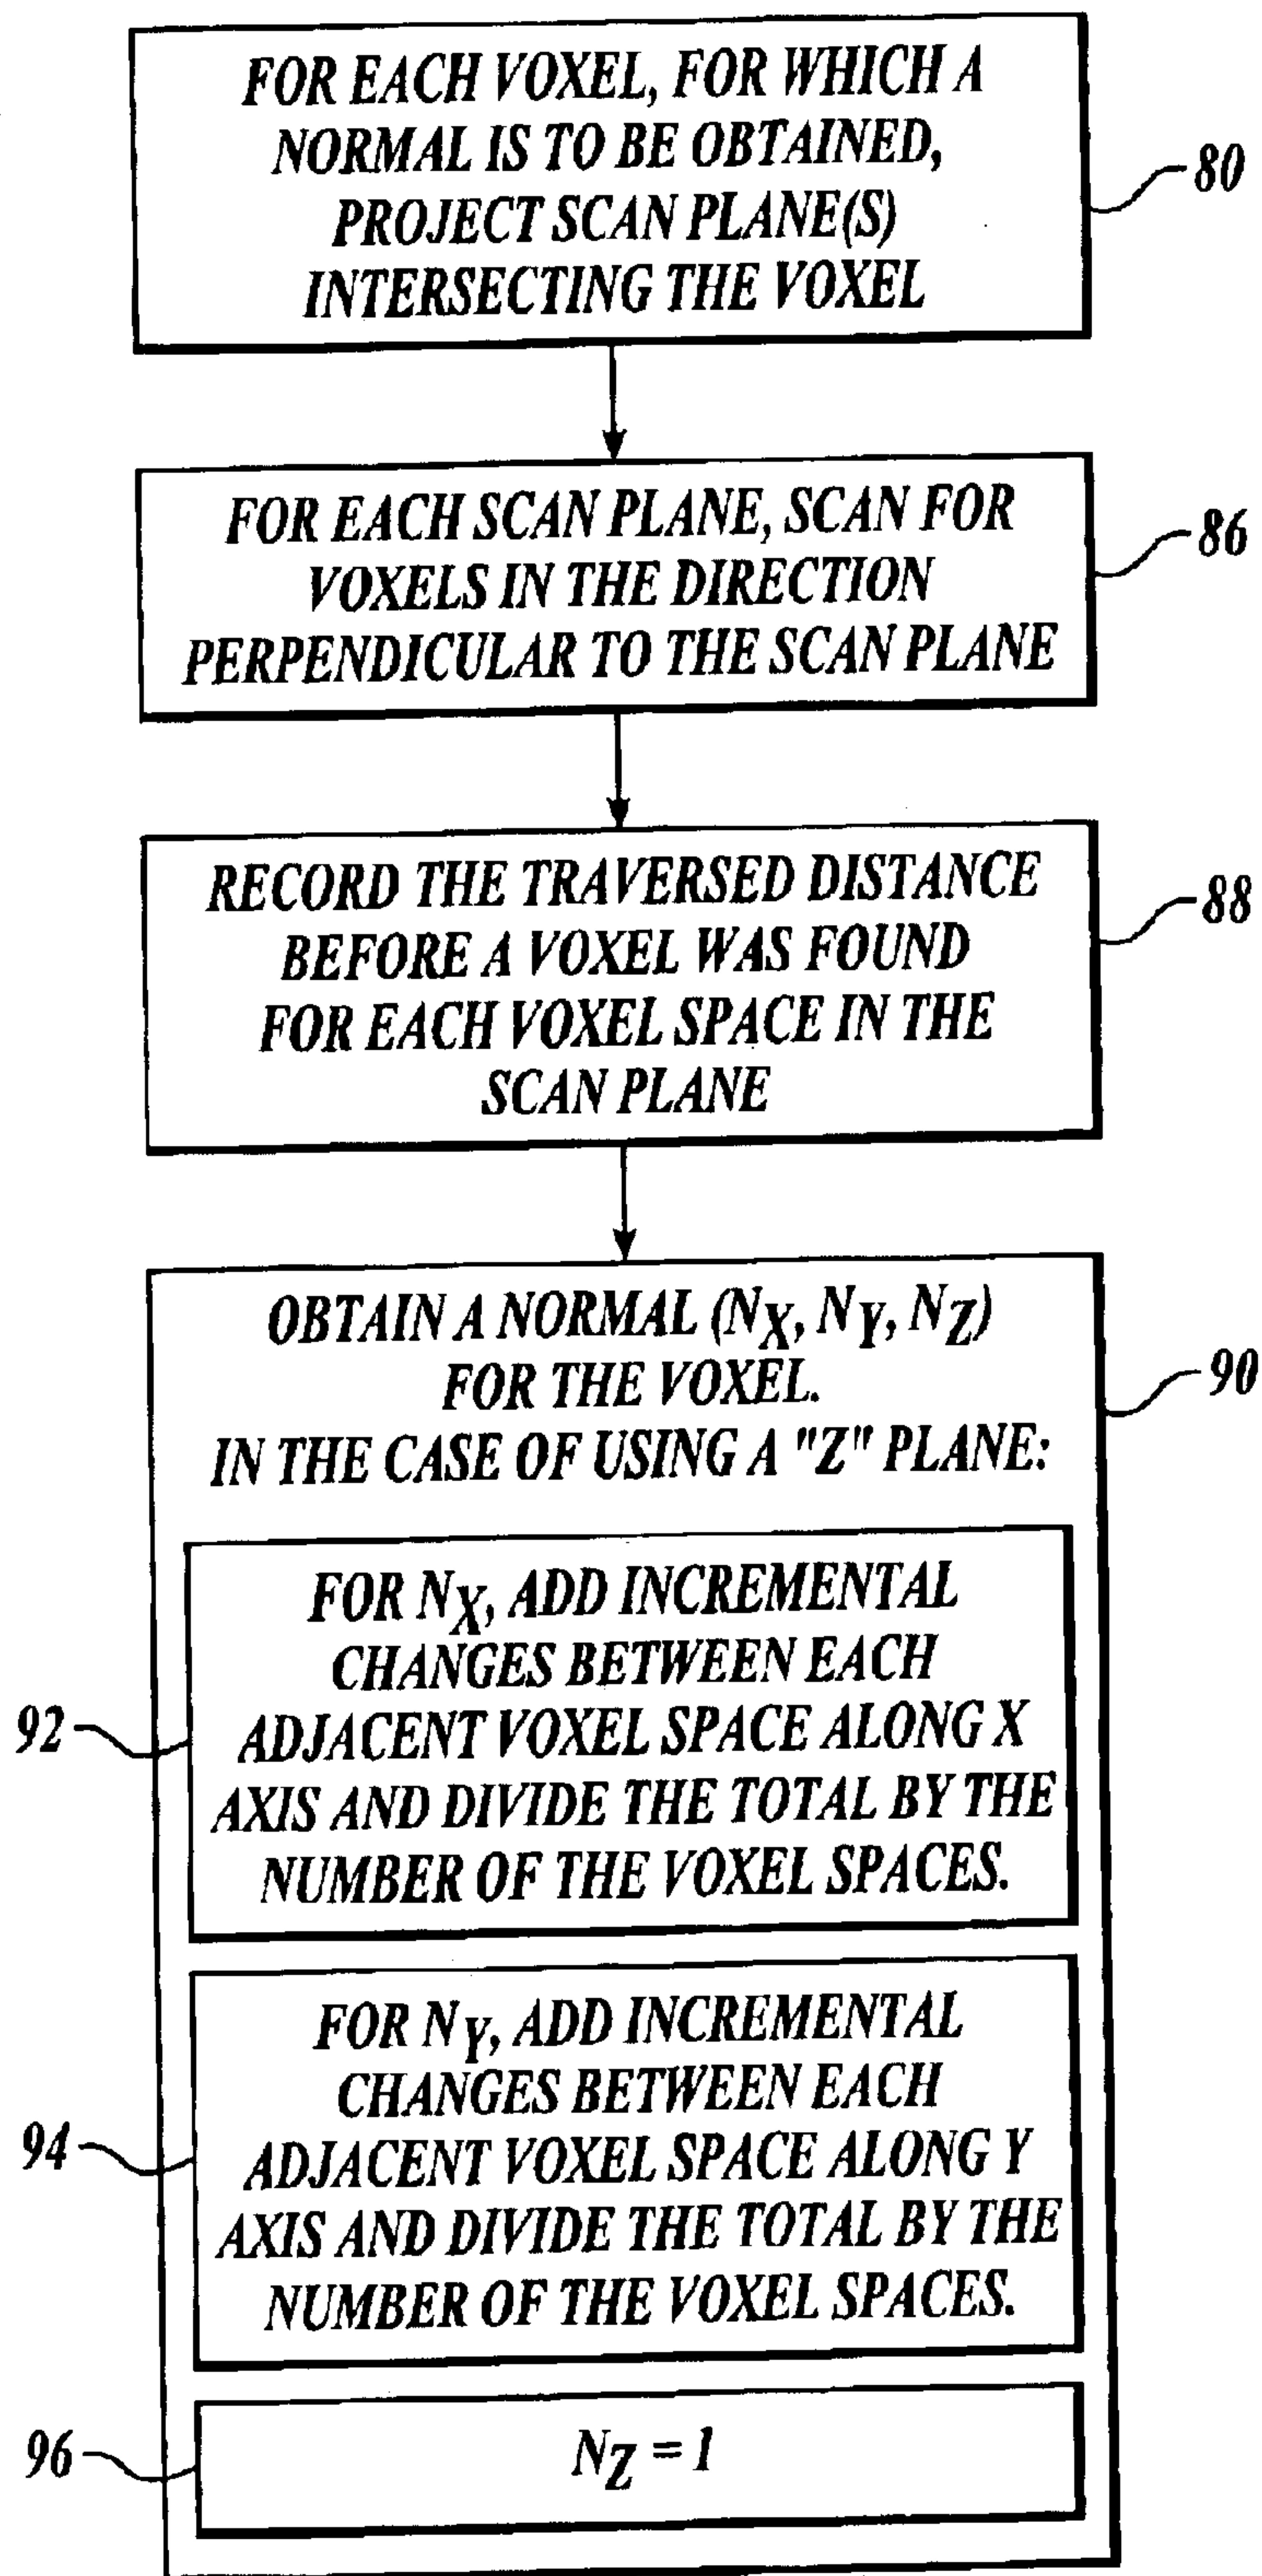 FOR EACH VOXEL, FOR WHICH A
NORMAL IS TO BE OBTAINED,
PROJECT SCAN PLANE(S)
INTERSECTING THE VOXEL
80
FOR EACH SCAN PLANE, SCAN FOR
VOXELS IN THE DIRECTION
PERPENDICULAR TO THE SCAN PLANE
86
RECORD THE TRAVERSED DISTANCE
BEFORE A VOXEL WAS FOUND
FOR EACH VOXEL SPACE IN THE
SCAN PLANE
88
OBTAIN A NORMAL (NX, NY, NZ)
FOR THE VOXEL.
IN THE CASE OF USING A "Z" PLANE:
90
FOR NX, ADD INCREMENTAL
CHANGES BETWEEN EACH
ADJACENT VOXEL SPACE ALONG X
AXIS AND DIVIDE THE TOTAL BY THE
NUMBER OF THE VOXEL SPACES.
92
FOR NY, ADD INCREMENTAL
CHANGES BETWEEN EACH
ADJACENT VOXEL SPACE ALONG Y
AXIS AND DIVIDE THE TOTAL BY THE
NUMBER OF THE VOXEL SPACES.
94
NZ = 1
96